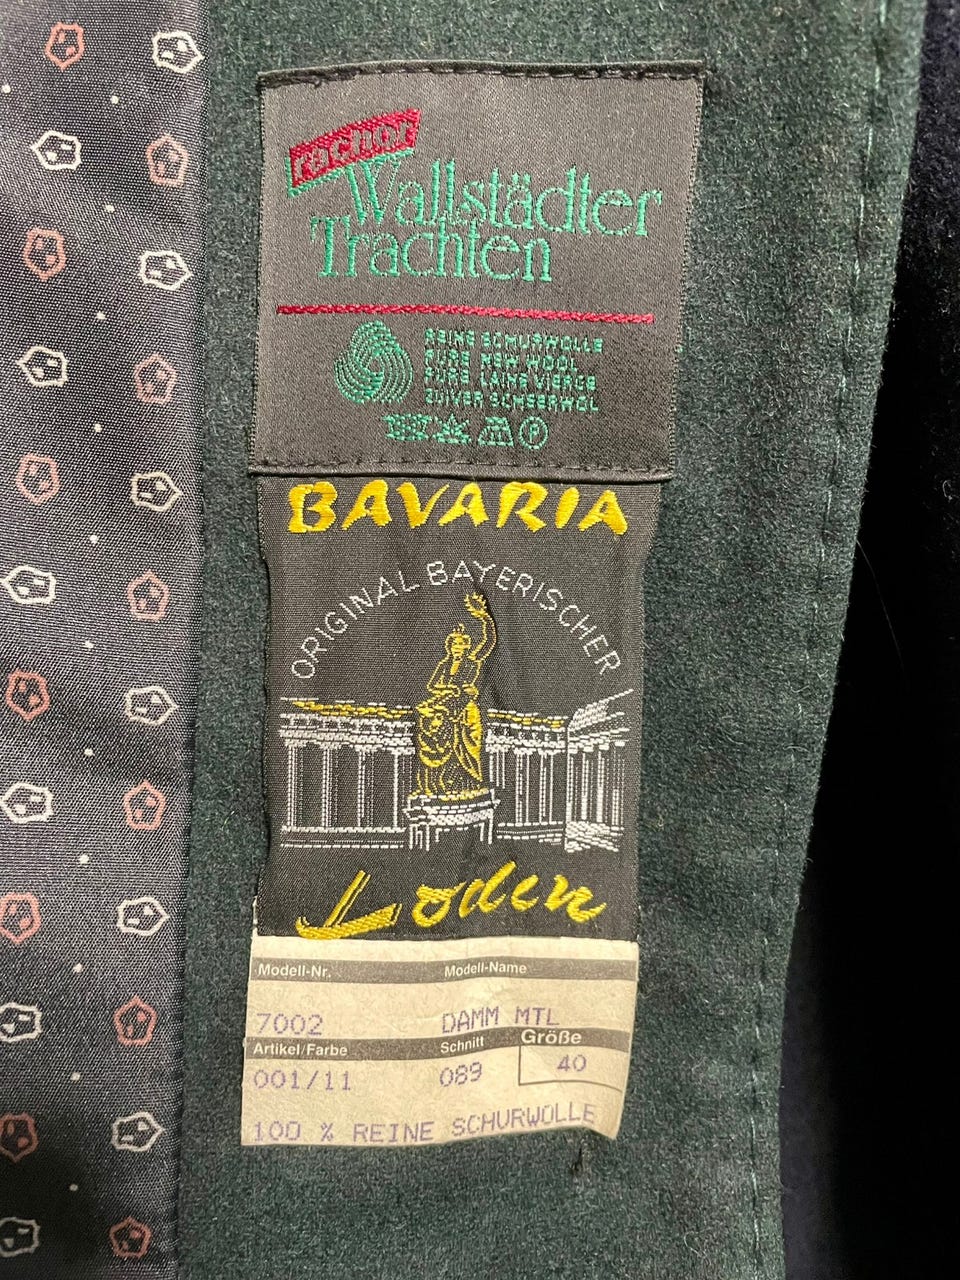 rachor
Wallstädter
Trachten
REINE SCHURWOLLE
PURE NEW WOOL
PURE LAINE VIERGE
ZUIVER SCHEERWOL
P
BAVARIA
ORIGINAL BAYERISCHER
Loden
Modell-Nr. Modell-Name
7002 DAMM MTL
Artikel/Farbe Schnitt Größe
001/11 089 40
100 % REINE SCHURWOLLE